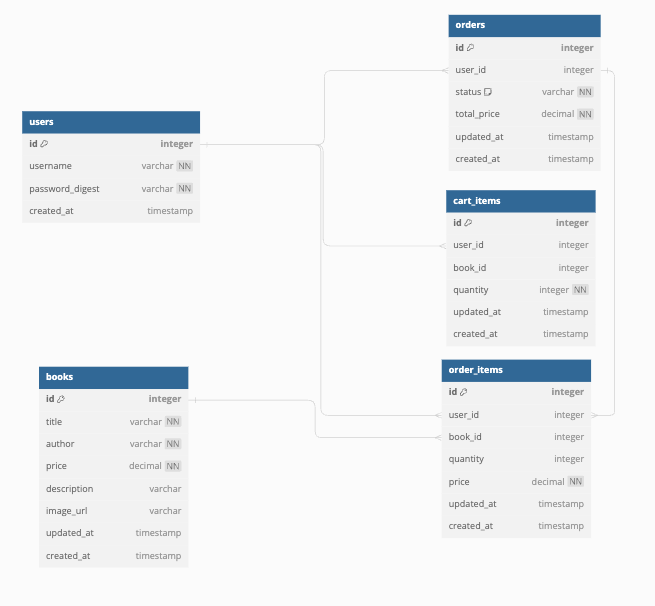 users
id integer
username varchar NN
password_digest varchar NN
created_at timestamp
books
id integer
title varchar NN
author varchar NN
price decimal NN
description varchar
image_url varchar
updated_at timestamp
created_at timestamp
orders
id integer
user_id integer
status varchar NN
total_price decimal NN
updated_at timestamp
created_at timestamp
cart_items
id integer
user_id integer
book_id integer
quantity integer NN
updated_at timestamp
created_at timestamp
order_items
id integer
user_id integer
book_id integer
quantity integer
price decimal NN
updated_at timestamp
created_at timestamp